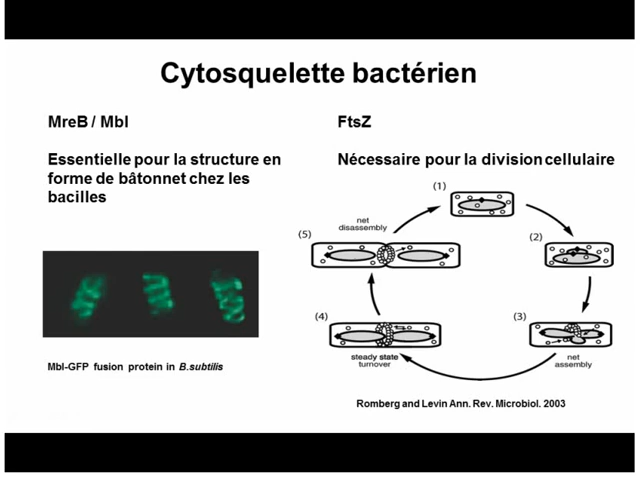 Cytosquelette bactérien
MreB / Mbl
Essentielle pour la structure en
forme de bâtonnet chez les
bacilles
Mbl-GFP fusion protein in B.subtilis
FtsZ
Nécessaire pour la division cellulaire
(1)
net
disassembly
(5)
(2)
(4)
(3)
steady state
turnover
net
assembly
Romberg and Levin Ann. Rev. Microbiol. 2003